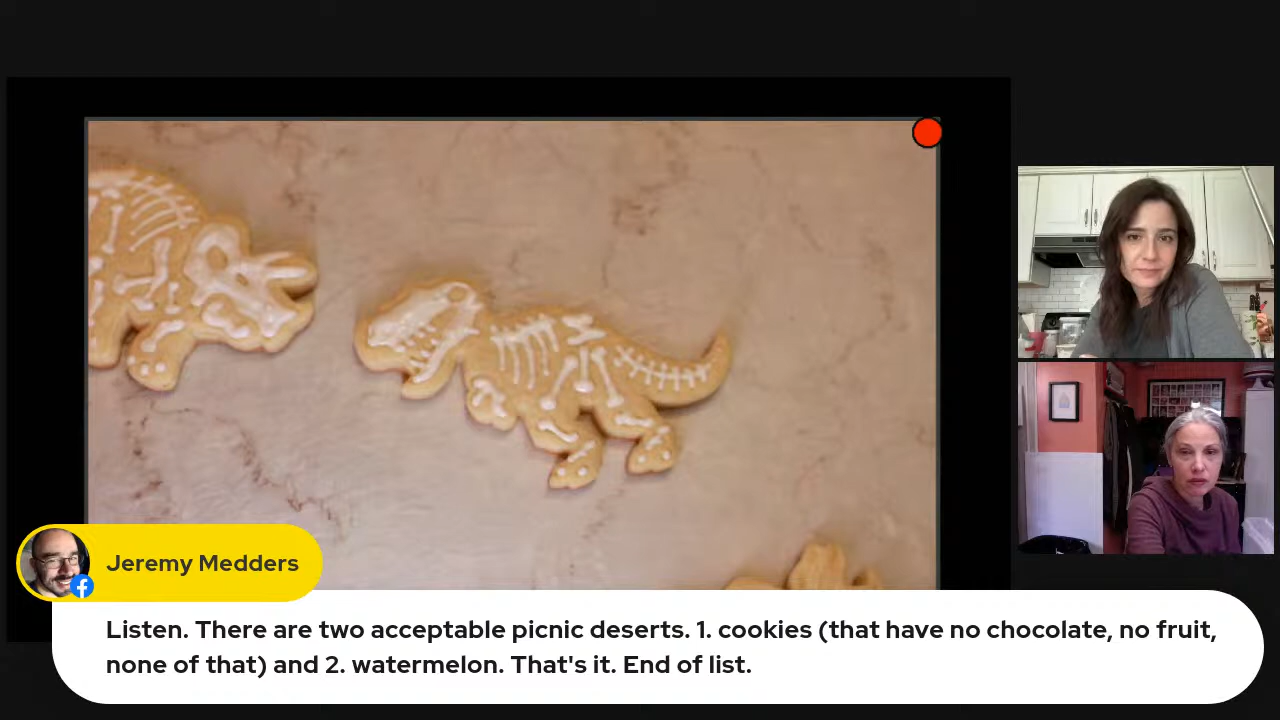 Jeremy Medders
Listen. There are two acceptable picnic deserts. 1. cookies (that have no chocolate, no fruit,
none of that) and 2. watermelon. That's it. End of list.